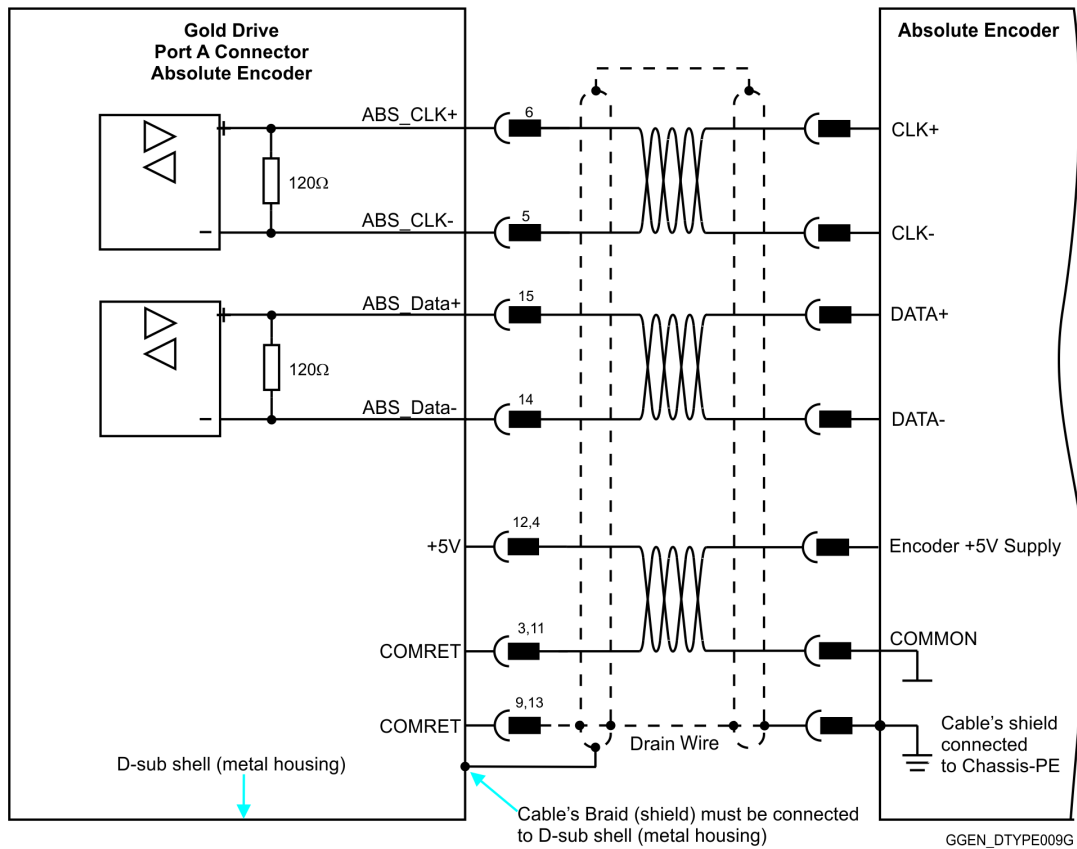 Gold Drive
Port A Connector
Absolute Encoder
Absolute Encoder
ABS_CLK+
6
CLK+
+
120Ω
ABS_CLK-
5
CLK-
−
ABS_Data+
15
DATA+
+
120Ω
ABS_Data-
14
DATA-
−
+5V
12,4
Encoder +5V Supply
COMRET
3,11
COMMON
COMRET
9,13
Drain Wire
Cable's shield
connected
to Chassis-PE
D-sub shell (metal housing)
Cable's Braid (shield) must be connected
to D-sub shell (metal housing)
GGEN_DTYPE009G